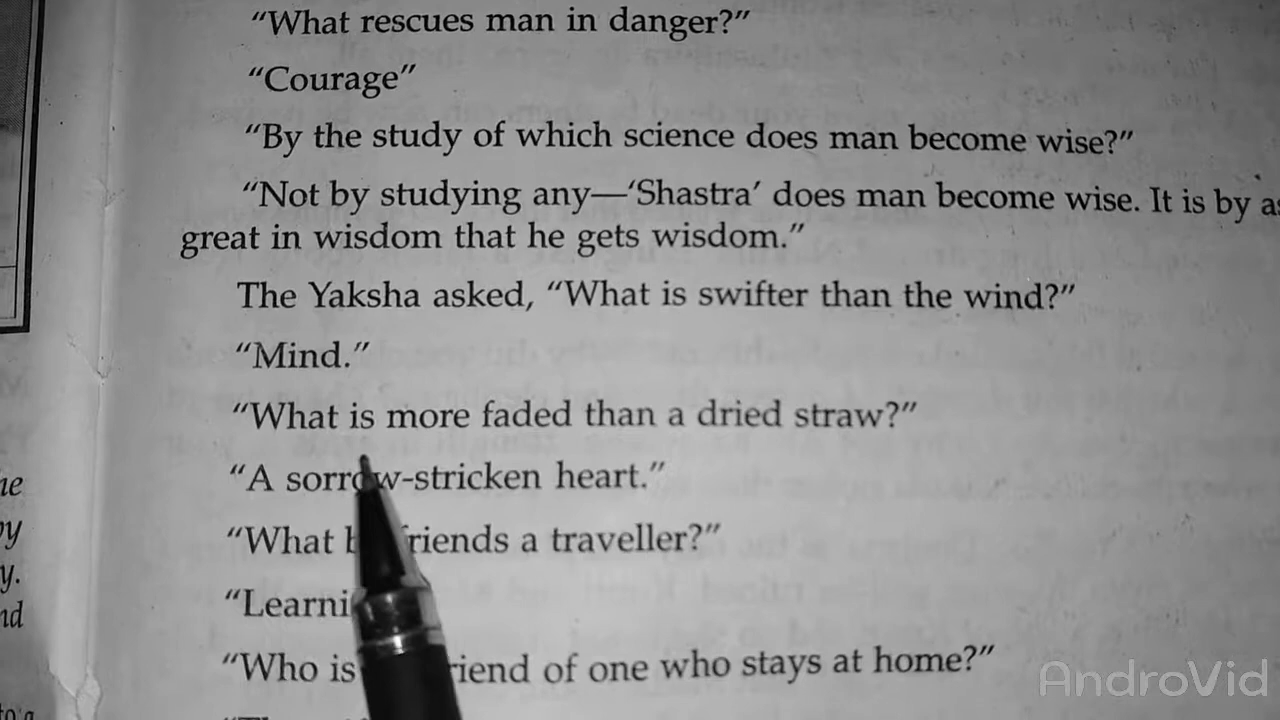 “What rescues man in danger?”
“Courage”
“By the study of which science does man become wise?”
“Not by studying any—‘Shastra’ does man become wise. It is by
great in wisdom that he gets wisdom.”
The Yaksha asked, “What is swifter than the wind?”
“Mind.”
“What is more faded than a dried straw?”
“A sorrow-stricken heart.”
“What befriends a traveller?”
“Learni
“Who is friend of one who stays at home?”
y.
AndroVid